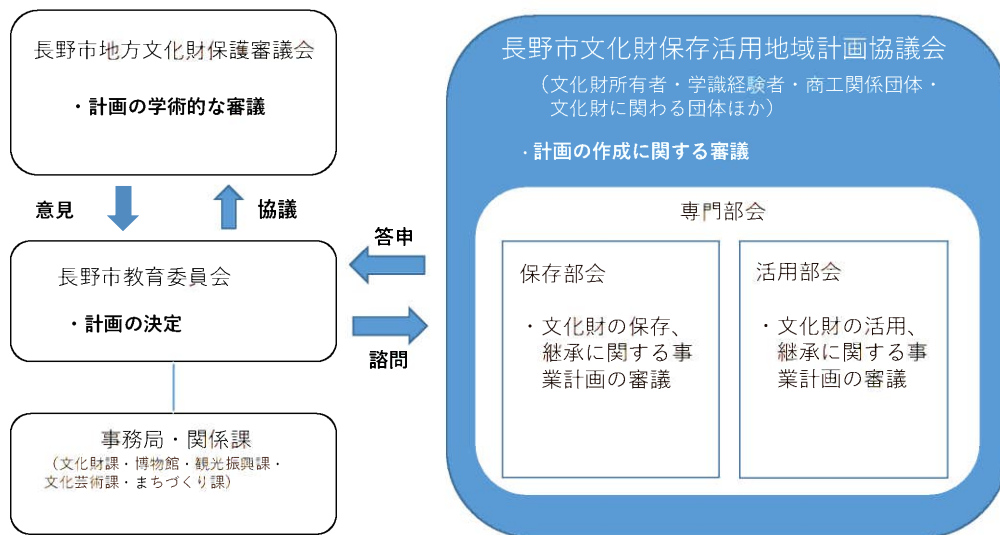 長野市地方文化財保護審議会
・計画の学術的な審議
意見
協議
長野市教育委員会
・計画の決定
事務局・関係課
（文化財課・博物館・観光振興課・
文化芸術課・まちづくり課）
答申
諮問
長野市文化財保存活用地域計画協議会
（文化財所有者・学識経験者・商工関係団体・
文化財に関わる団体ほか）
・計画の作成に関する審議
専門部会
保存部会
・文化財の保存、
継承に関する事
業計画の審議
活用部会
・文化財の活用、
継承に関する事
業計画の審議